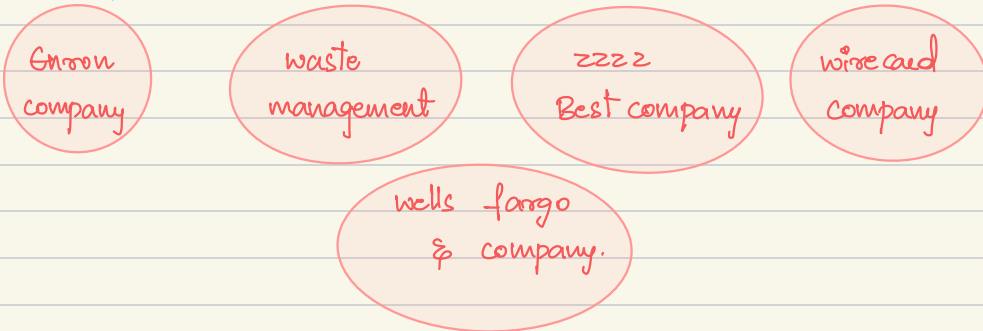 Enron
company
waste
management
zzzz
Best company
wirecard
company
wells fargo
& company.